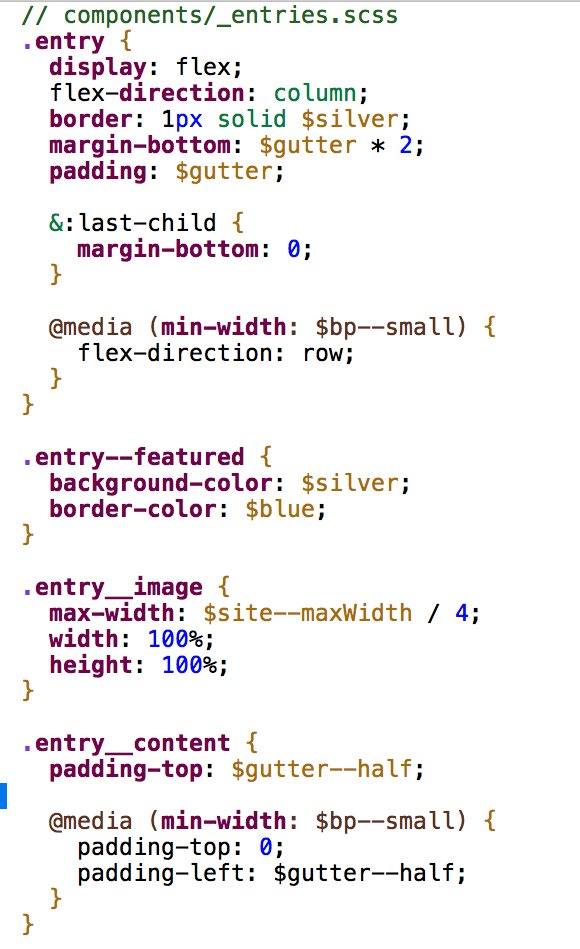 // components/_entries.scss
.entry {
  display: flex;
  flex-direction: column;
  border: 1px solid $silver;
  margin-bottom: $gutter * 2;
  padding: $gutter;

  &:last-child {
    margin-bottom: 0;
  }

  @media (min-width: $bp--small) {
    flex-direction: row;
  }
}

.entry--featured {
  background-color: $silver;
  border-color: $blue;
}

.entry__image {
  max-width: $site--maxWidth / 4;
  width: 100%;
  height: 100%;
}

.entry__content {
  padding-top: $gutter--half;

  @media (min-width: $bp--small) {
    padding-top: 0;
    padding-left: $gutter--half;
  }
}